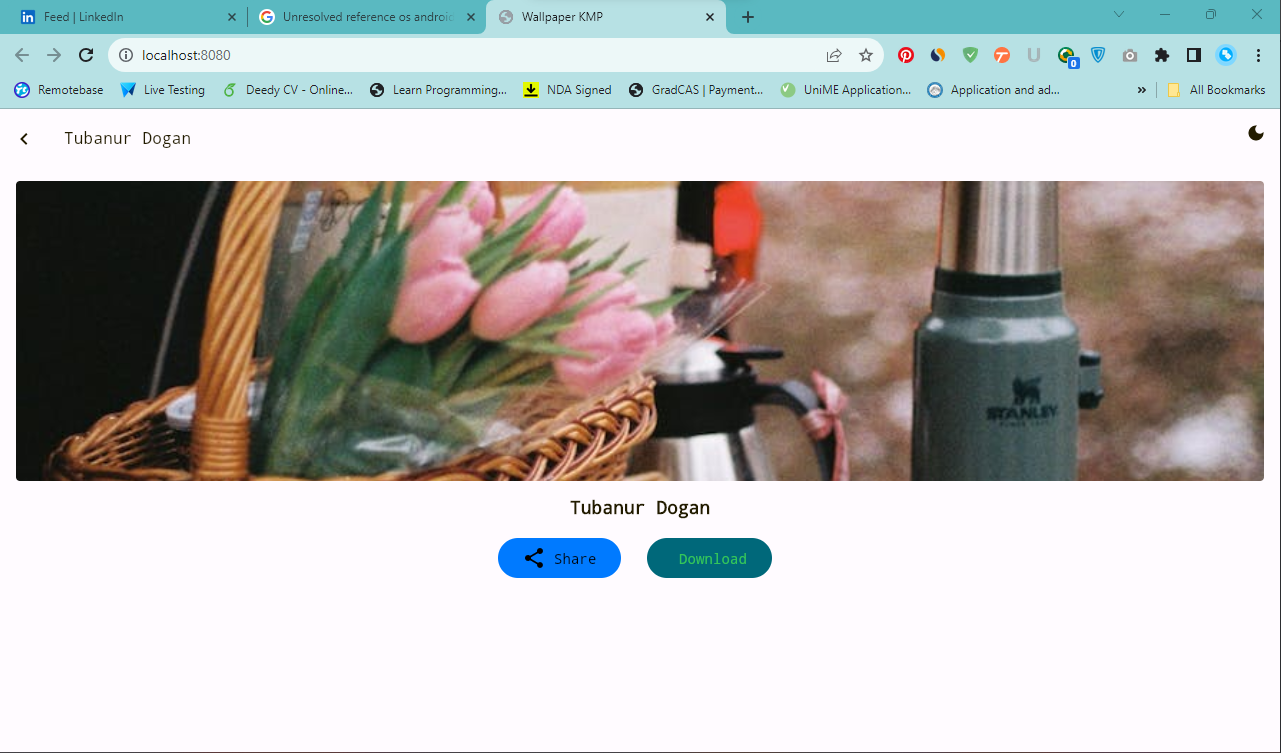 Feed | LinkedIn
Unresolved reference os android
Wallpaper KMP
localhost:8080
0
Remotebase
Live Testing
Deedy CV - Online...
Learn Programming...
NDA Signed
GradCAS | Payment...
UniME Application...
Application and ad...
»
All Bookmarks
Tubanur Dogan
STANLEY
Tubanur Dogan
Share
Download